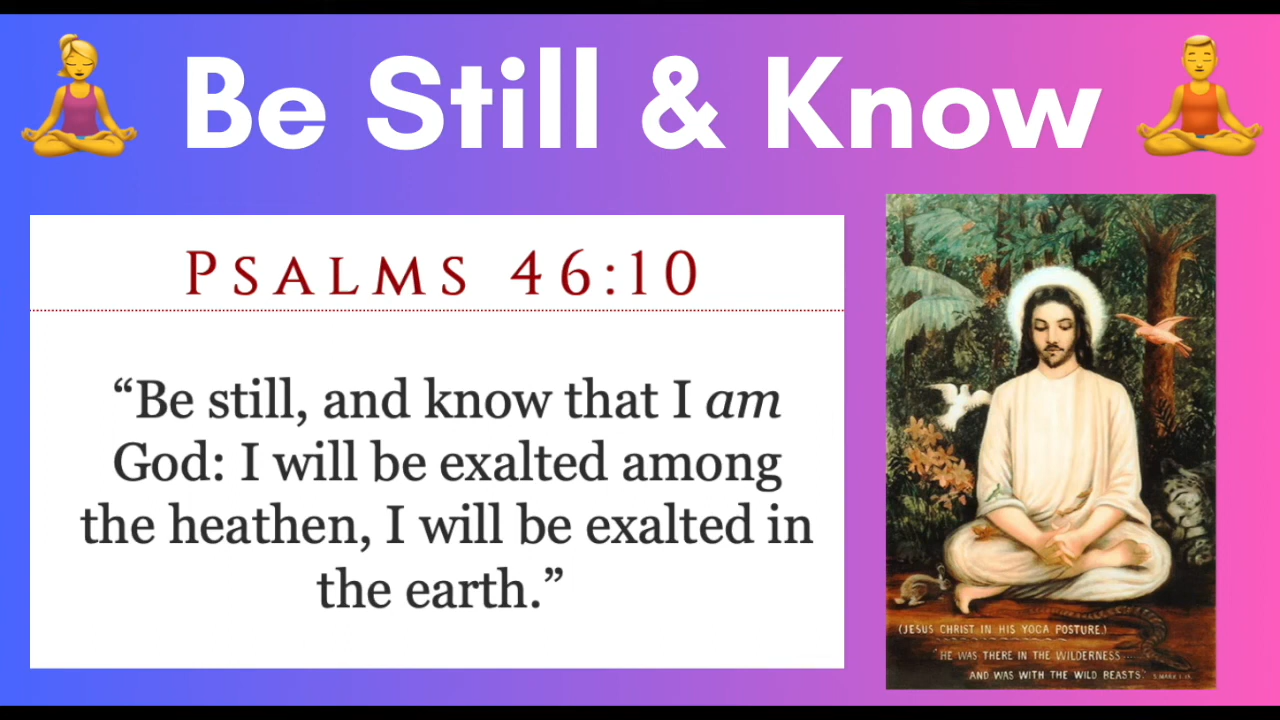 Be Still & Know
PSALMS 46:10
“Be still, and know that I am
God: I will be exalted among
the heathen, I will be exalted in
the earth.”
(JESUS CHRIST IN HIS YOGA POSTURE.)
"HE WAS THERE IN THE WILDERNESS....
AND WAS WITH THE WILD BEASTS."